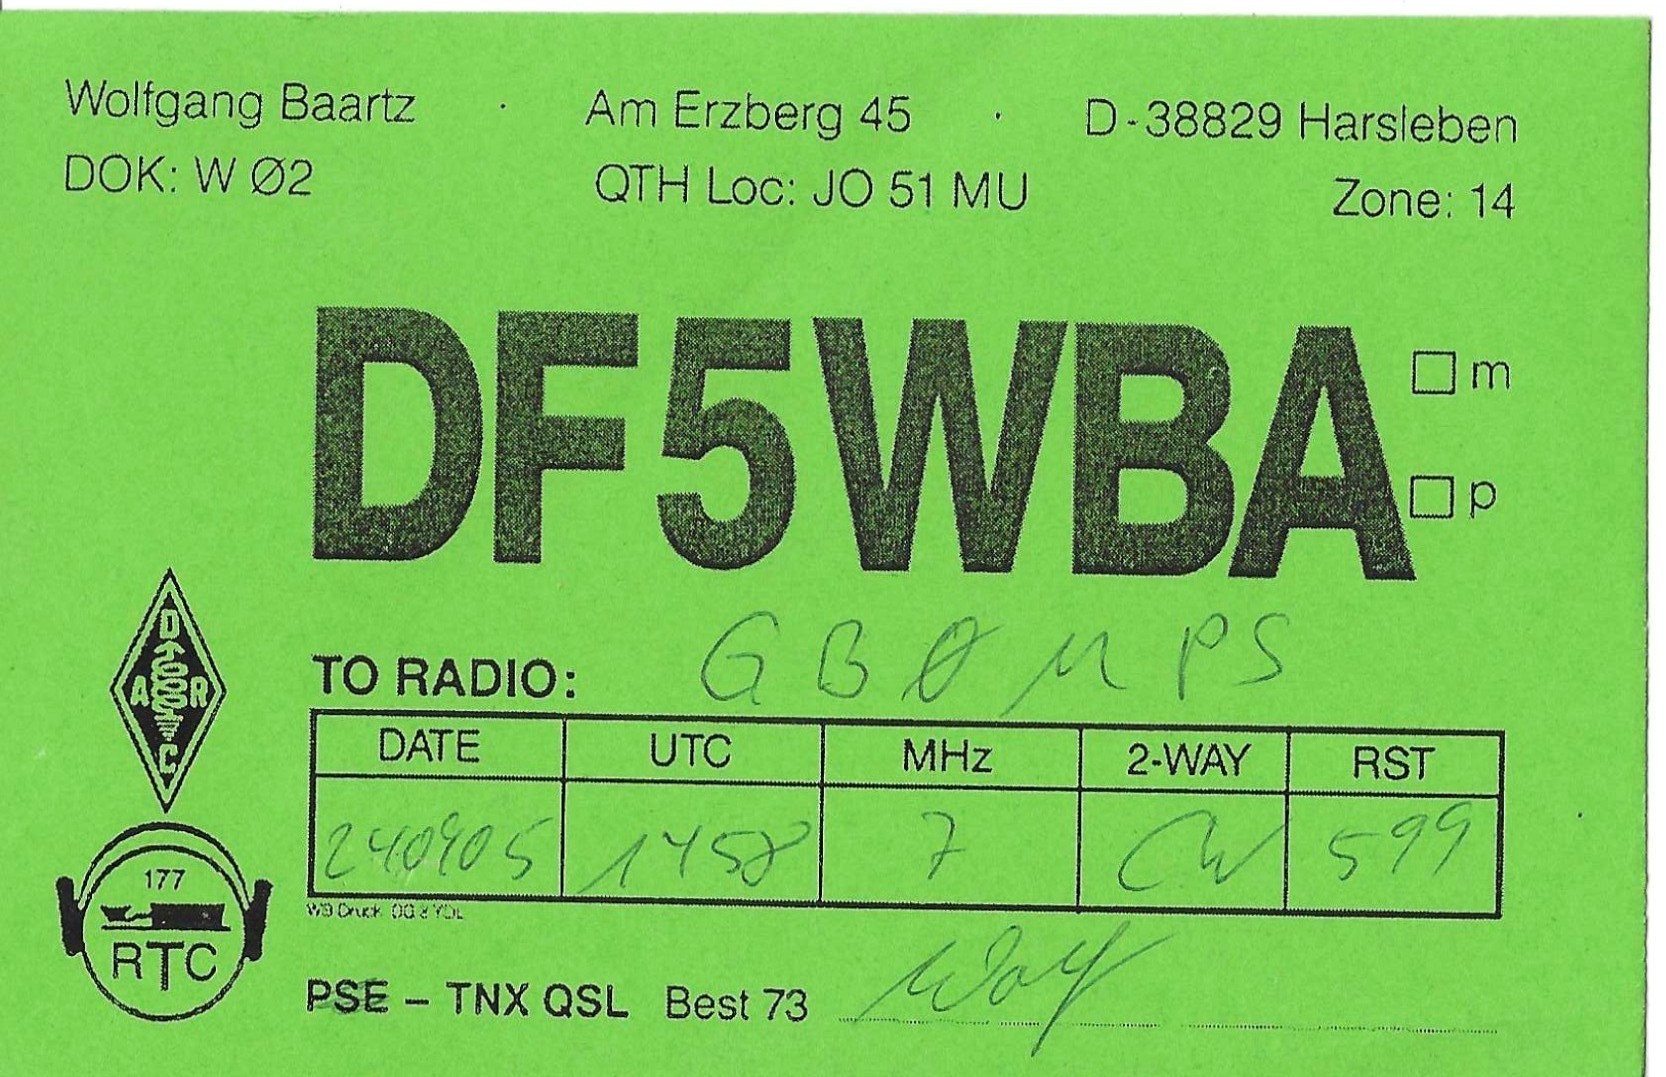 Wolfgang Baartz · Am Erzberg 45 · D-38829 Harsleben
DOK: W Ø2 QTH Loc: JO 51 MU Zone: 14
DF5WBA
□ m
□ p
TO RADIO: GBØMPS
DATE UTC MHz 2-WAY RST
240905 1458 7 CW 599
D
A R
C
177
RTC
PSE – TNX QSL Best 73 Wolf